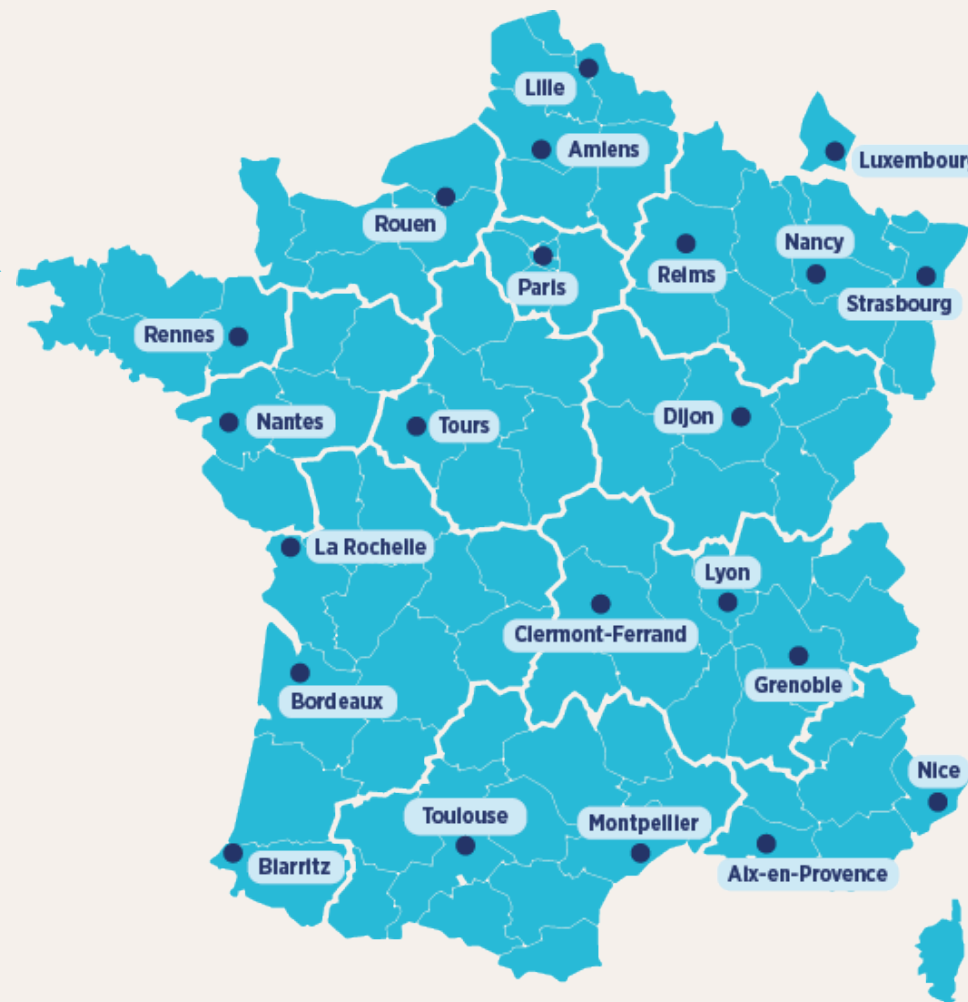 Lille
Amiens
Luxembourg
Rouen
Nancy
Reims
Paris
Strasbourg
Rennes
Nantes
Tours
Dijon
La Rochelle
Lyon
Clermont-Ferrand
Grenoble
Bordeaux
Nice
Toulouse
Montpellier
Biarritz
Aix-en-Provence